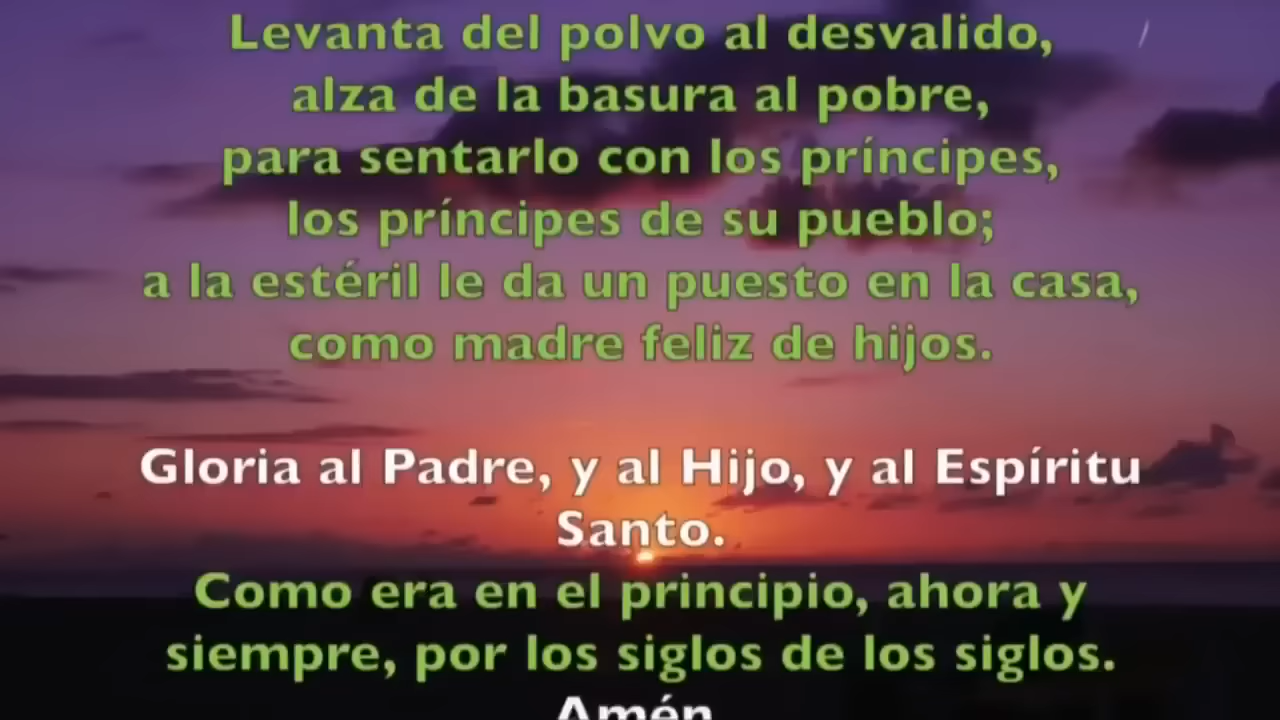 Levanta del polvo al desvalido,
alza de la basura al pobre,
para sentarlo con los príncipes,
los príncipes de su pueblo;
a la estéril le da un puesto en la casa,
como madre feliz de hijos.
Gloria al Padre, y al Hijo, y al Espíritu
Santo.
Como era en el principio, ahora y
siempre, por los siglos de los siglos.
Amén